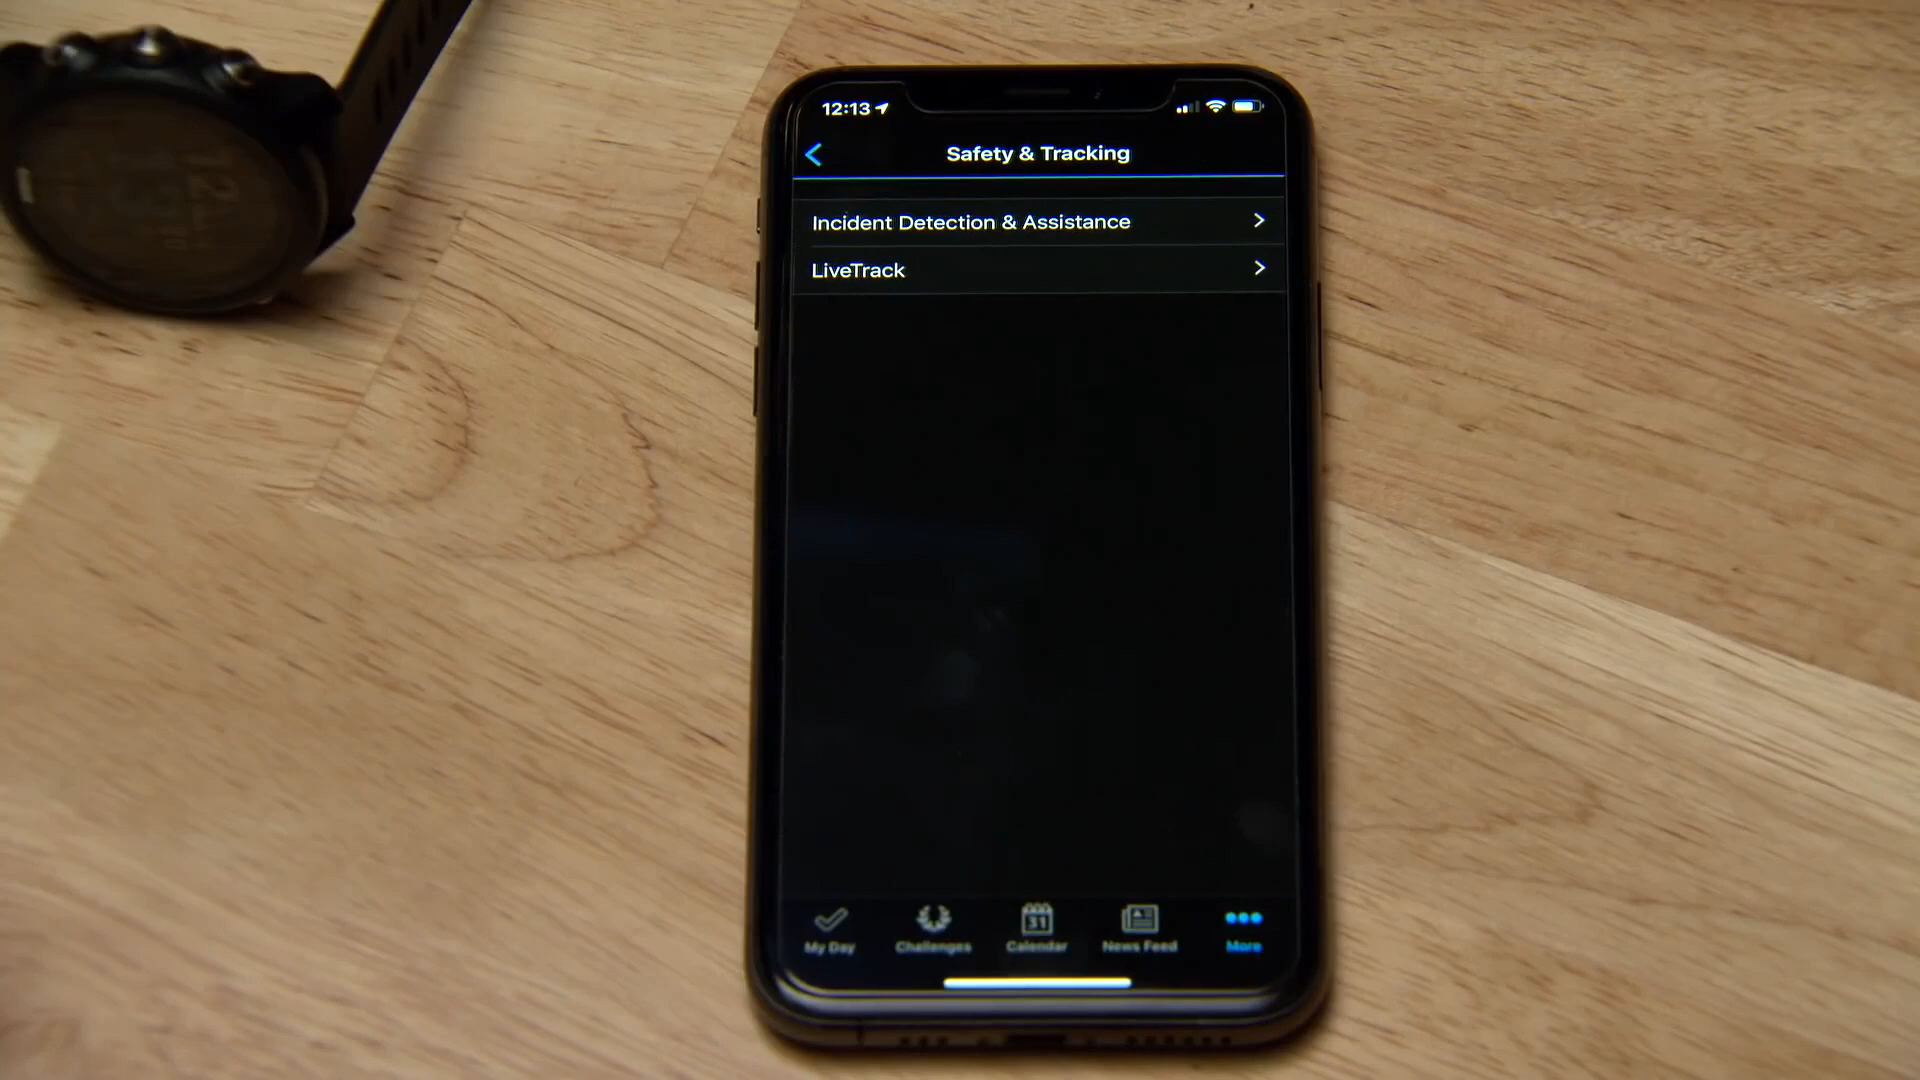 12:13
Safety & Tracking
Incident Detection & Assistance
LiveTrack
31
My Day
Challenges
Calendar
News Feed
More